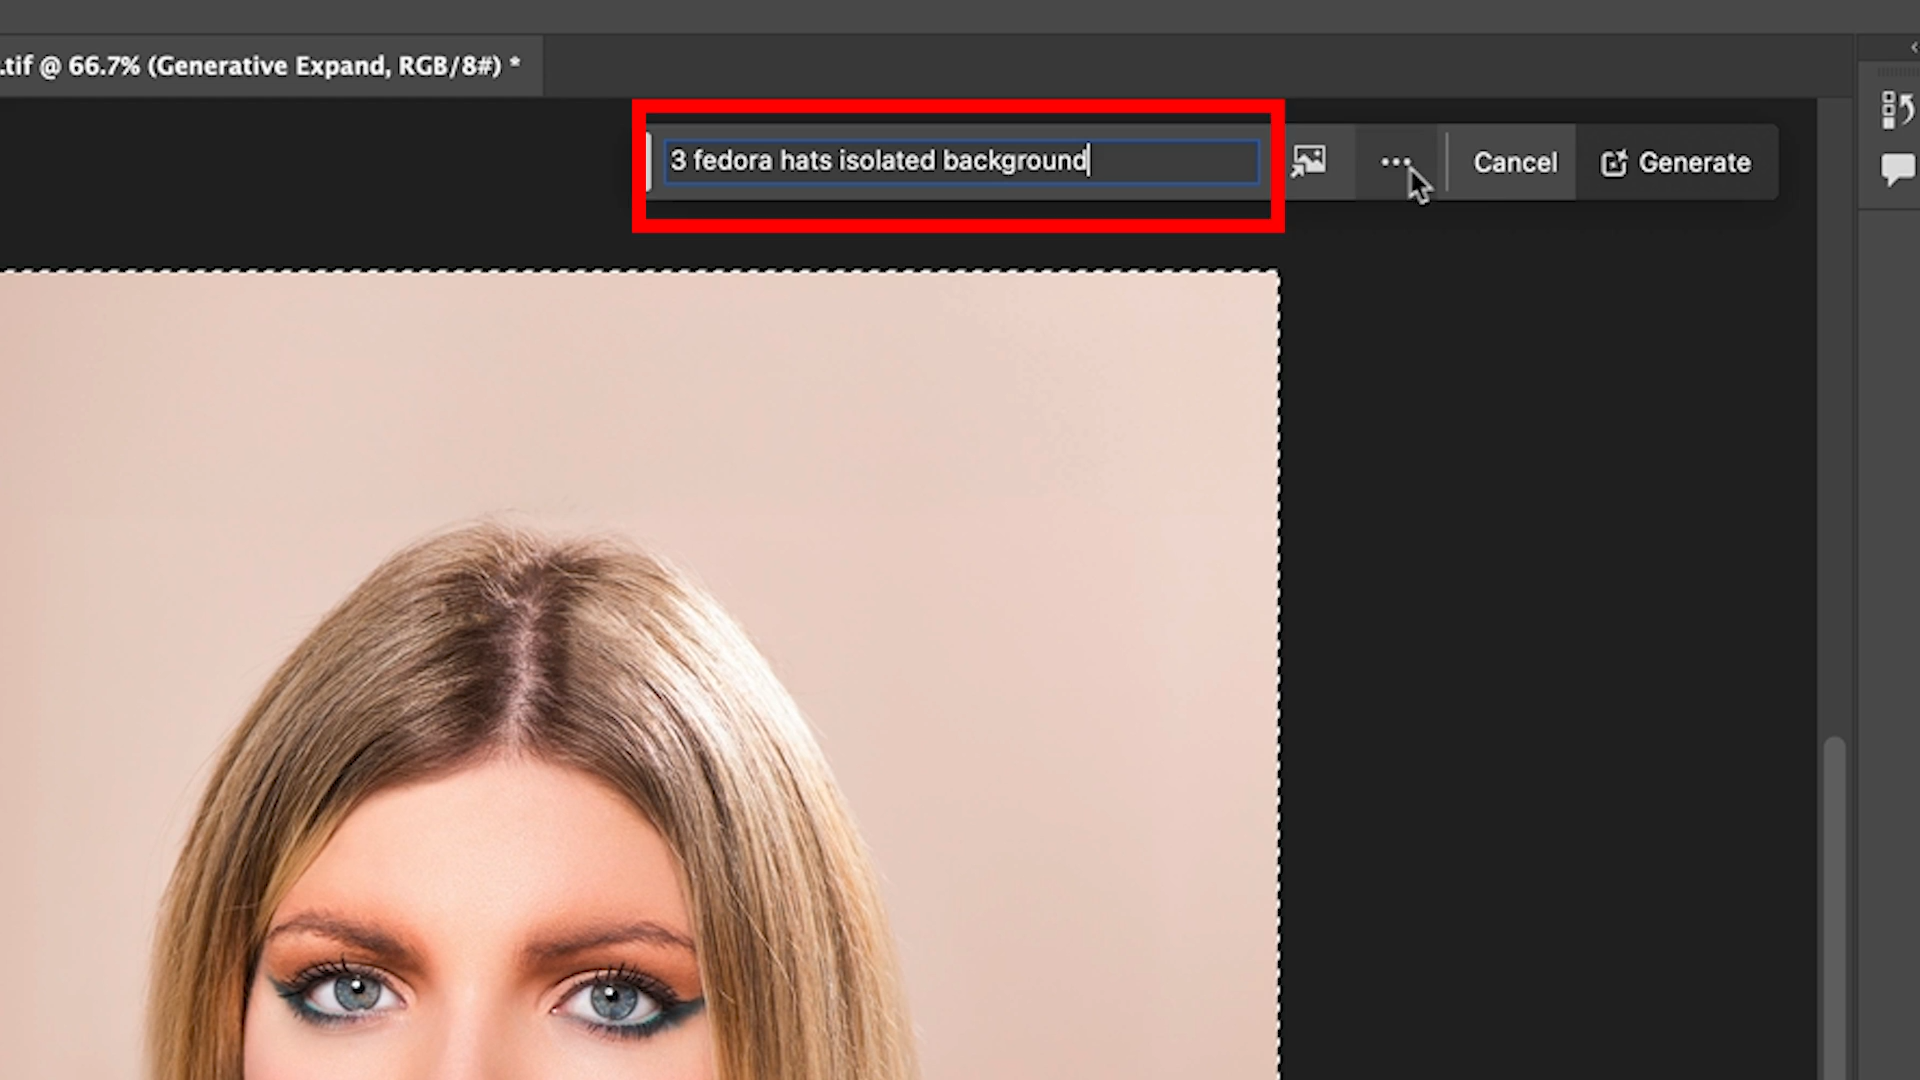 .tif @ 66.7% (Generative Expand, RGB/8#) *
3 fedora hats isolated background
Cancel
Generate